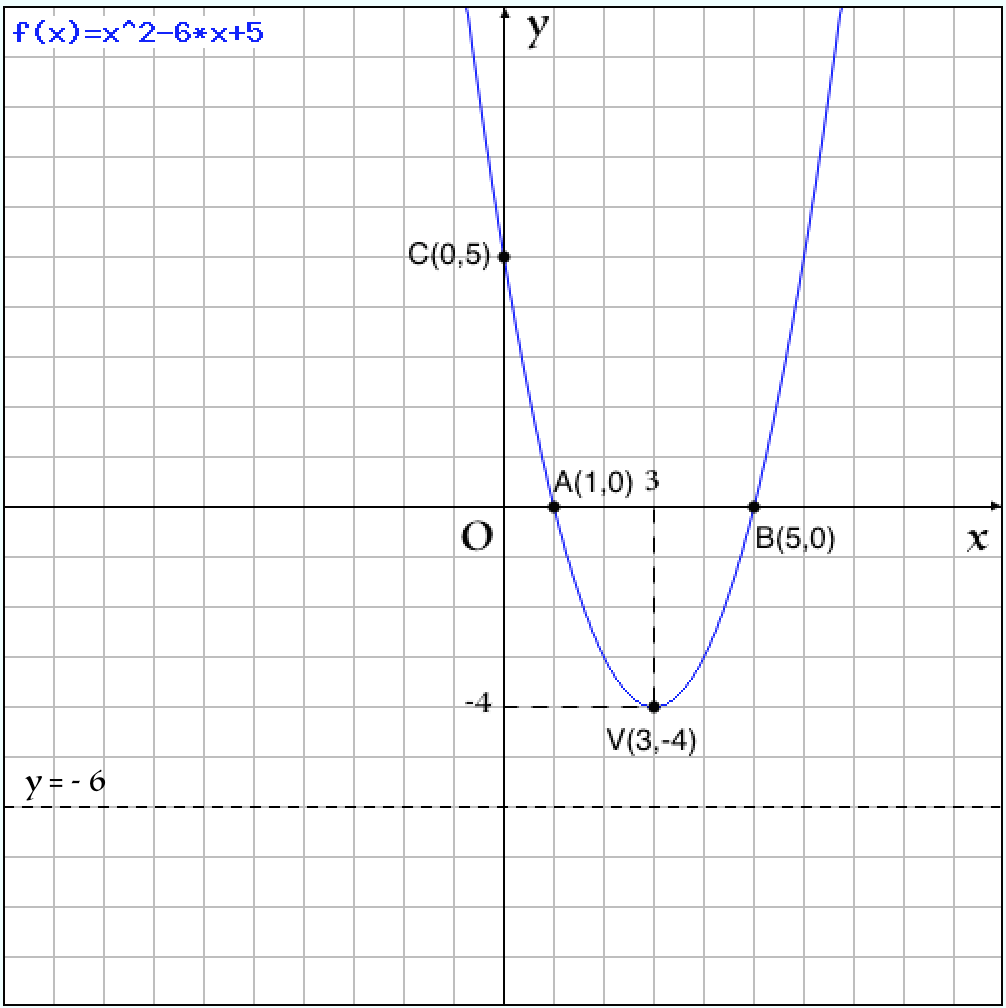 f(x)=x^2-6*x+5
y
C(0,5)
A(1,0) 3
O
B(5,0)
x
-4
V(3,-4)
y = - 6